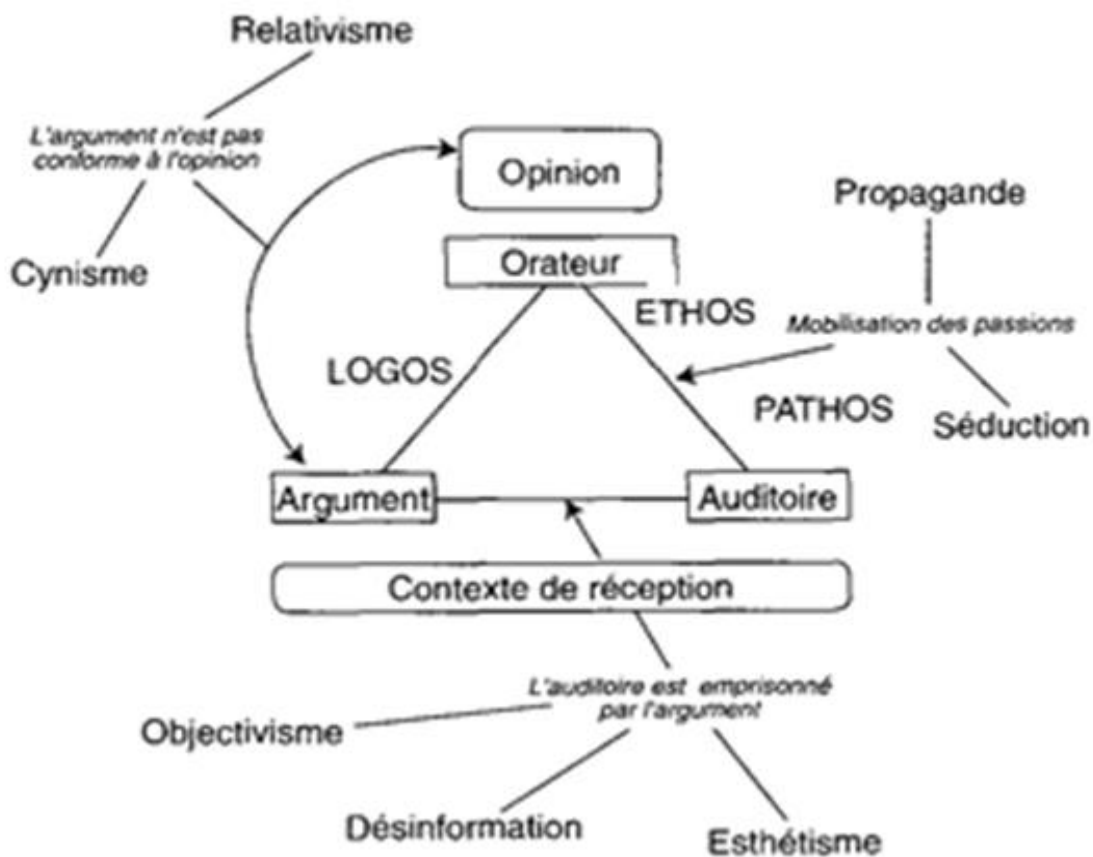 Relativisme
L'argument n'est pas
conforme à l'opinion
Opinion
Propagande
Cynisme
Orateur
ETHOS
Mobilisation des passions
LOGOS
PATHOS
Séduction
Argument
Auditoire
Contexte de réception
L'auditoire est emprisonné
par l'argument
Objectivisme
Désinformation
Esthétisme